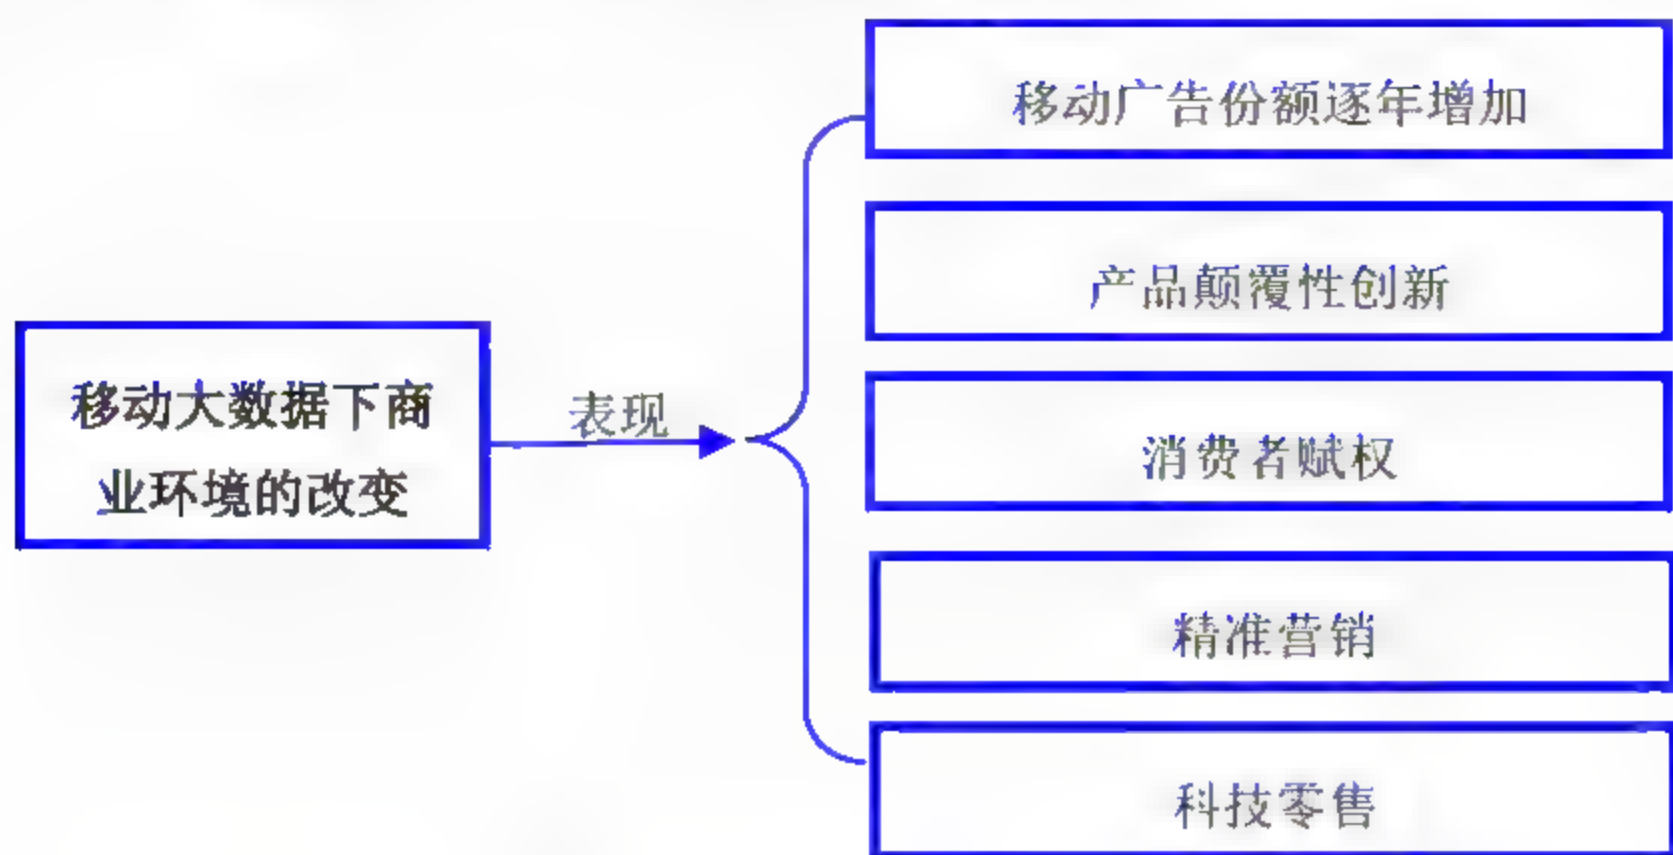 移动广告份额逐年增加
产品颠覆性创新
移动大数据下商
业环境的改变
表现
消费者赋权
精准营销
科技零售